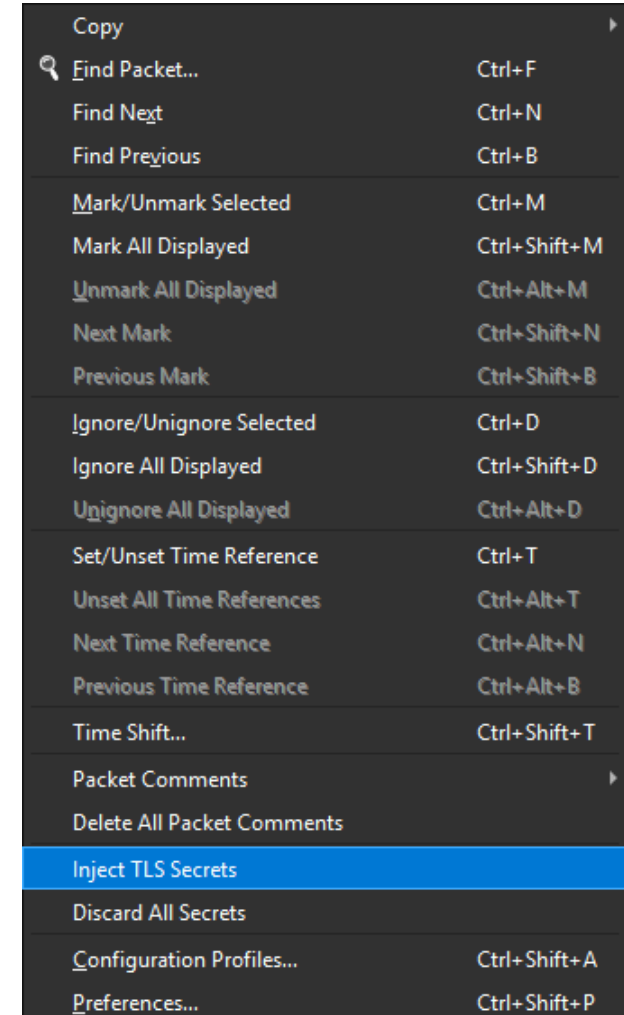 Copy
Find Packet... Ctrl+F
Find Next Ctrl+N
Find Previous Ctrl+B
Mark/Unmark Selected Ctrl+M
Mark All Displayed Ctrl+Shift+M
Unmark All Displayed Ctrl+Alt+M
Next Mark Ctrl+Shift+N
Previous Mark Ctrl+Shift+B
Ignore/Unignore Selected Ctrl+D
Ignore All Displayed Ctrl+Shift+D
Unignore All Displayed Ctrl+Alt+D
Set/Unset Time Reference Ctrl+T
Unset All Time References Ctrl+Alt+T
Next Time Reference Ctrl+Alt+N
Previous Time Reference Ctrl+Alt+B
Time Shift... Ctrl+Shift+T
Packet Comments
Delete All Packet Comments
Inject TLS Secrets
Discard All Secrets
Configuration Profiles... Ctrl+Shift+A
Preferences... Ctrl+Shift+P